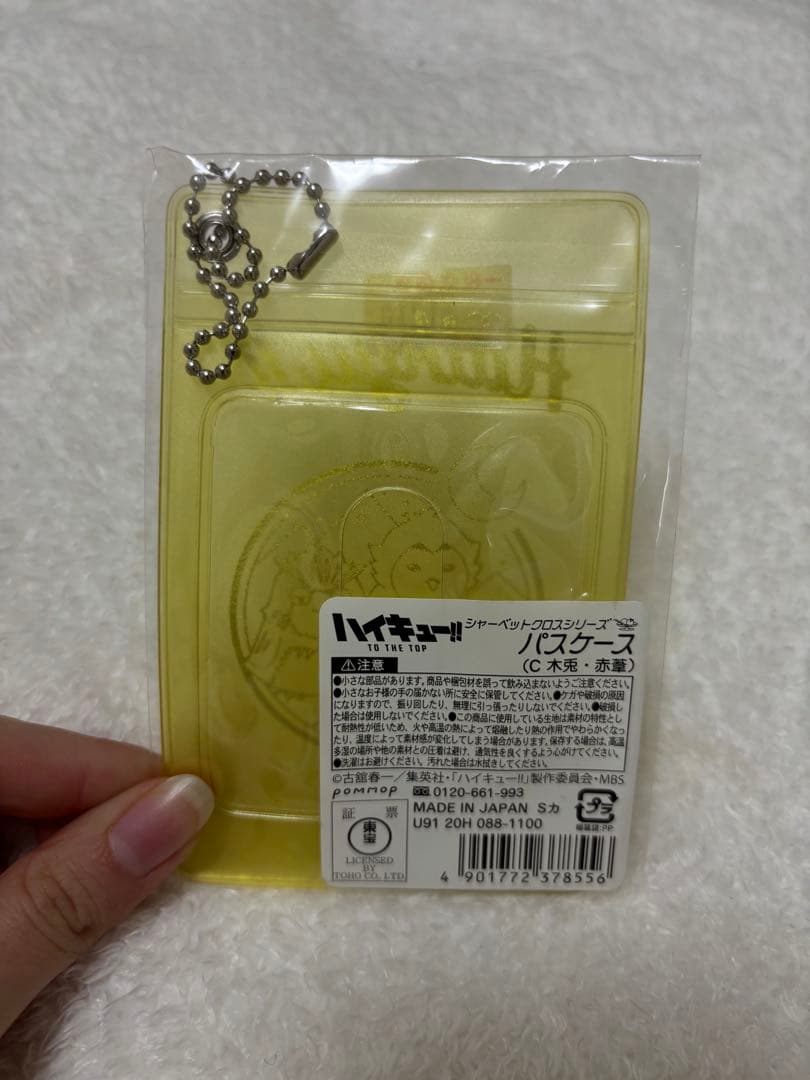 ハイキュー!!
TO THE TOP
シャーベットクロスシリーズ
パスケース
(C 木兎・赤葦)
⚠注意
●小さな部品があります。商品や梱包材を誤って飲み込まないようご注意ください。
●小さなお子様の手の届かない所に安全に保管してください。●ケガや破損の原因
になりますので、振り回したり、無理に引っ張ったりしないでください。●破損し
た場合は使用しないでください。●この商品に使用している生地は素材の特性とし
て耐熱性が低いため、火や高温の熱によって熔融したり熱の作用でやわらかくなっ
たり、温度によって素材感が変化してしまう場合があります。保存する場合は、高温
多湿の場所や他の素材との圧着は避け、通気性を良くするよう心がけてください。
●洗濯はお避けください。汚れた場合は水拭きしてください。
©古舘春一/集英社・「ハイキュー!!」製作委員会・MBS
pommop 0120-661-993
MADE IN JAPAN Sカ
U91 20H 088-1100
プラ
証票
東宝
LICENSED
BY
TOHO CO., LTD.
4 901772 378556